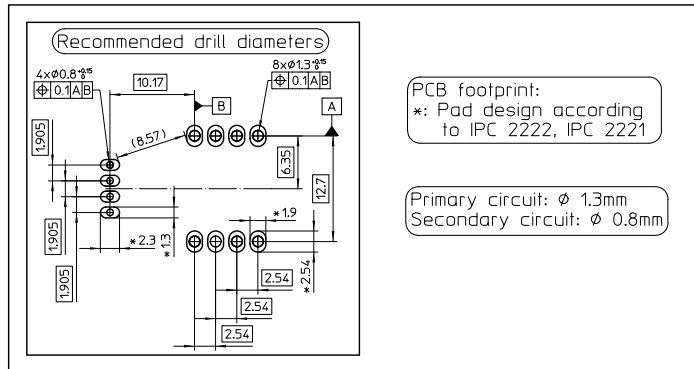 Recommended drill diameters
4xø0.8 +0.15 0
⌖ 0.1 A B
10.17
8xø1.3 +0.15 0
⌖ 0.1 A B
B
A
(8.57)
1.905
6.35
12.7
*1.9
*2.3
*1.3
1.905
1.905
2.54
*2.54
2.54
2.54
PCB footprint:
*: Pad design according
to IPC 2222, IPC 2221
Primary circuit: ø 1.3mm
Secondary circuit: ø 0.8mm